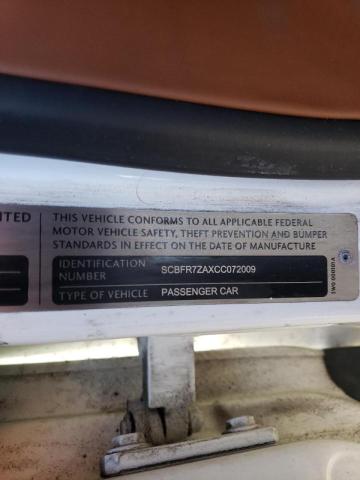 ITED
THIS VEHICLE CONFORMS TO ALL APPLICABLE FEDERAL
MOTOR VEHICLE SAFETY, THEFT PREVENTION AND BUMPER
STANDARDS IN EFFECT ON THE DATE OF MANUFACTURE
IDENTIFICATION
NUMBER
SCBFR7ZAXCC072009
TYPE OF VEHICLE
PASSENGER CAR